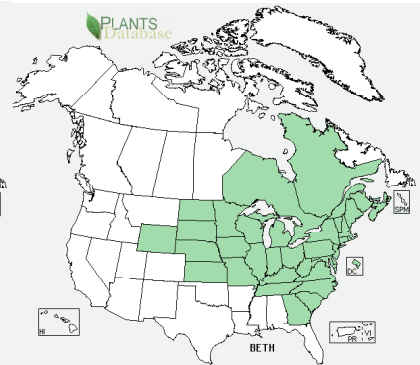 PLANTS
Database
SPM
DC
HI
PR
VI
BETH